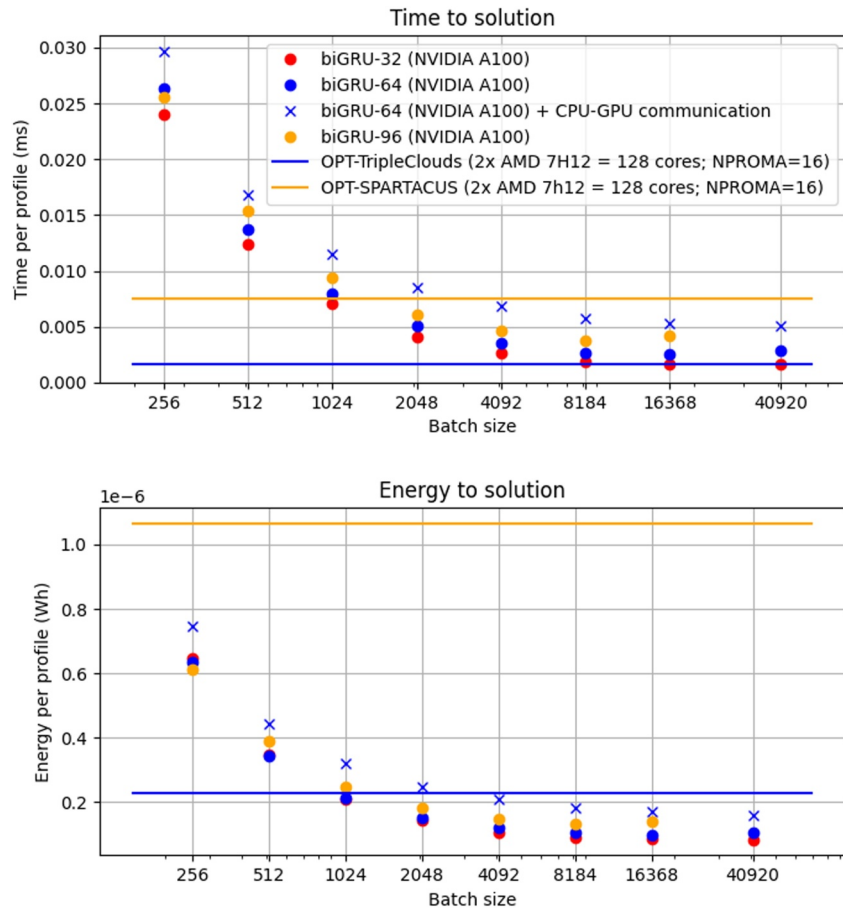 Time to solution
0.030
0.025
0.020
0.015
0.010
0.005
0.000
Time per profile (ms)
biGRU-32 (NVIDIA A100)
biGRU-64 (NVIDIA A100)
biGRU-64 (NVIDIA A100) + CPU-GPU communication
biGRU-96 (NVIDIA A100)
OPT-TripleClouds (2x AMD 7H12 = 128 cores; NPROMA=16)
OPT-SPARTACUS (2x AMD 7h12 = 128 cores; NPROMA=16)
256 512 1024 2048 4092 8184 16368 40920
Batch size
1e−6
Energy to solution
1.0
0.8
0.6
0.4
0.2
Energy per profile (Wh)
256 512 1024 2048 4092 8184 16368 40920
Batch size